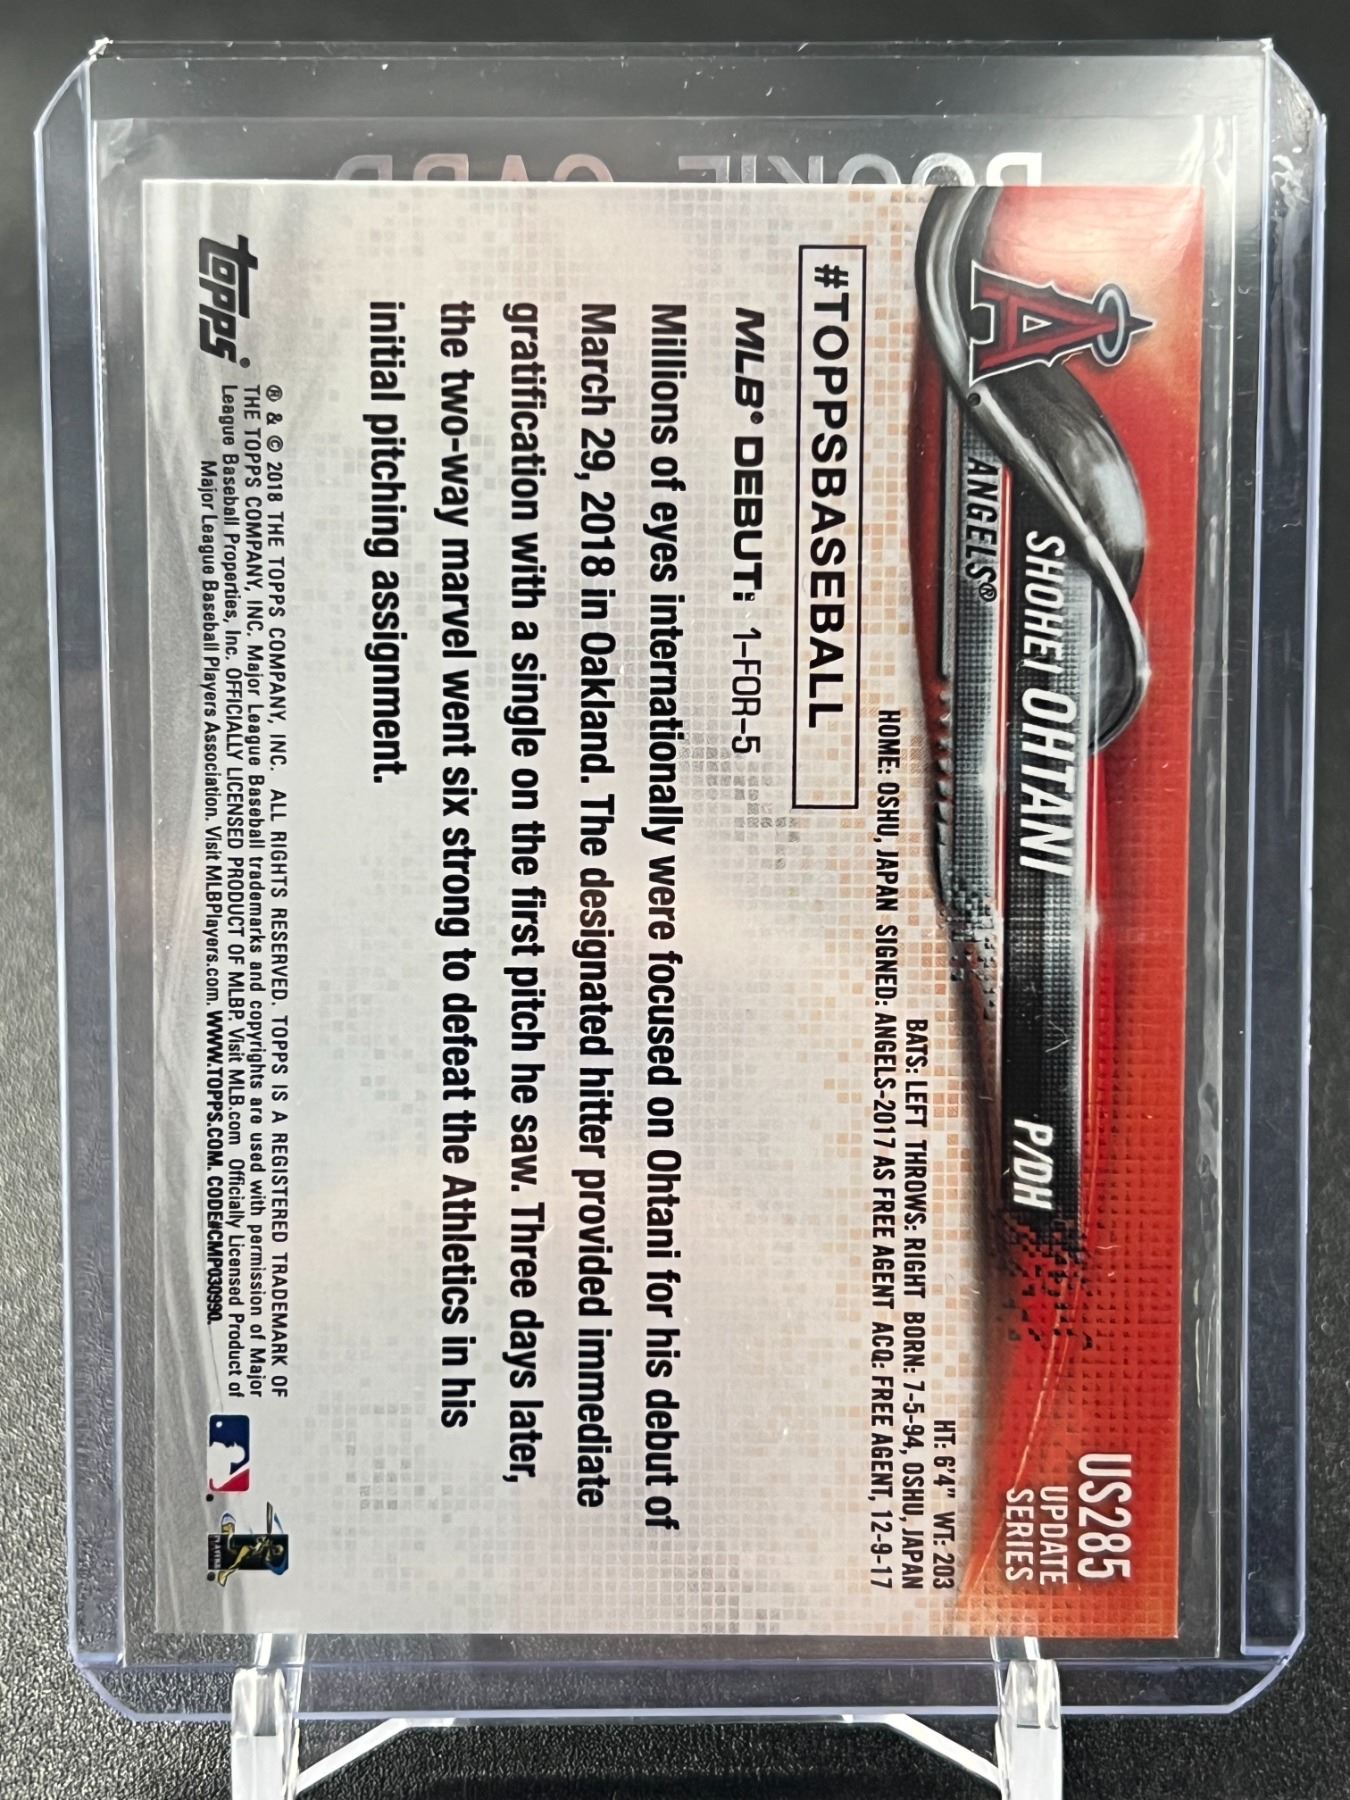 ROOKIE CARD
A
SHOHEI OHTANI P/DH
ANGELS®
US285
UPDATE
SERIES
HT: 6'4" WT: 203
BATS: LEFT THROWS: RIGHT BORN: 7-5-94, OSHU, JAPAN
HOME: OSHU, JAPAN SIGNED: ANGELS-2017 AS FREE AGENT ACQ: FREE AGENT, 12-9-17
#TOPPSBASEBALL
MLB® DEBUT: 1-FOR-5
Millions of eyes internationally were focused on Ohtani for his debut of
March 29, 2018 in Oakland. The designated hitter provided immediate
gratification with a single on the first pitch he saw. Three days later,
the two-way marvel went six strong to defeat the Athletics in his
initial pitching assignment.
topps®
® & © 2018 THE TOPPS COMPANY, INC. ALL RIGHTS RESERVED. TOPPS IS A REGISTERED TRADEMARK OF
THE TOPPS COMPANY, INC. Major League Baseball trademarks and copyrights are used with permission of Major
League Baseball Properties, Inc. OFFICIALLY LICENSED PRODUCT OF MLBP. Visit MLB.com Officially Licensed Product of
Major League Baseball Players Association. Visit MLBPlayers.com. WWW.TOPPS.COM. CODE#CMP030990.
PLAYERS